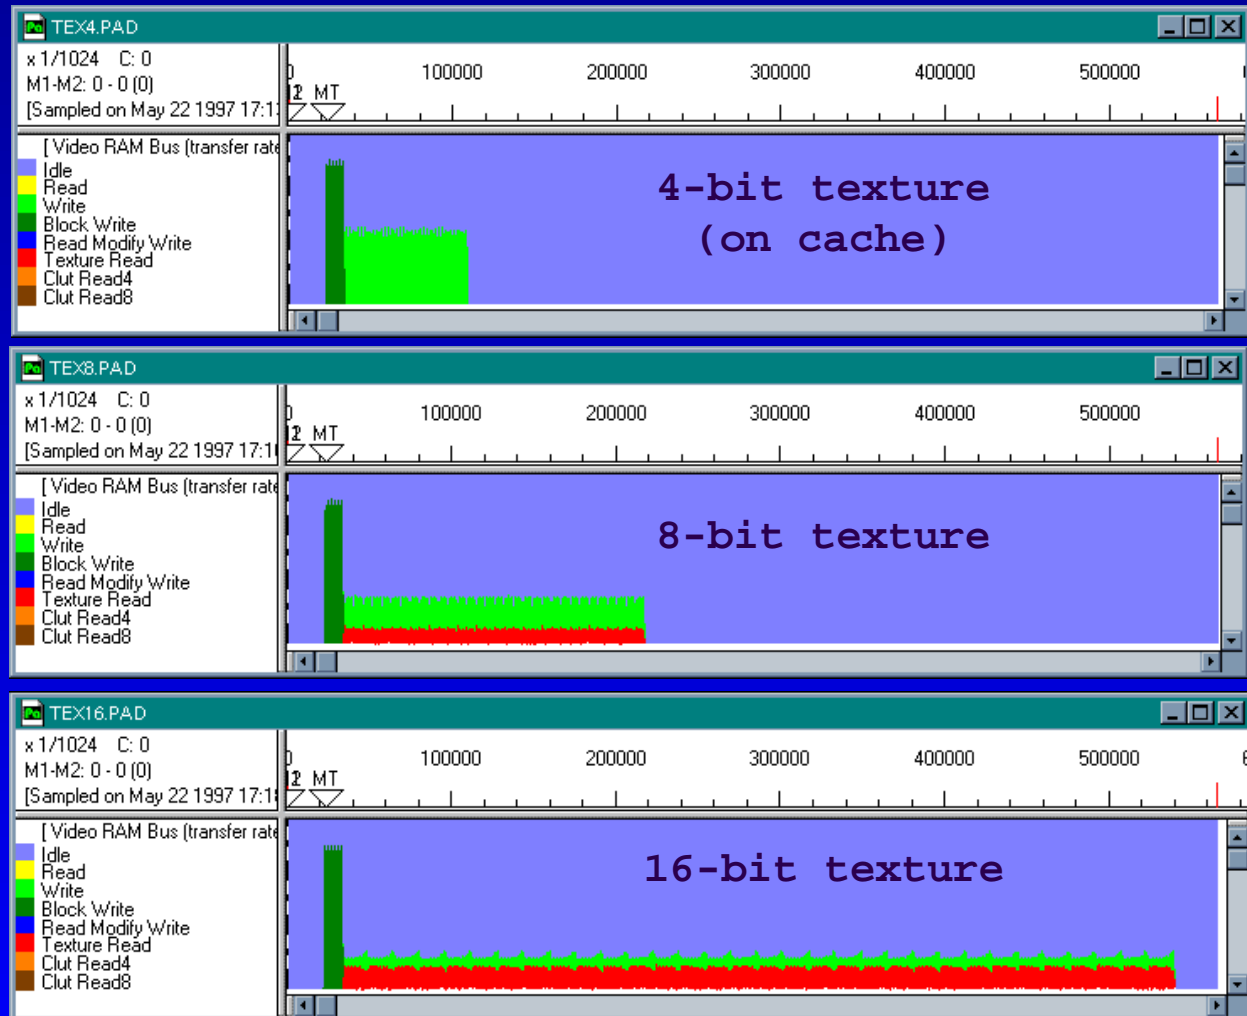 TEX4.PAD
x 1/1024 C: 0
M1-M2: 0 - 0 (0)
[Sampled on May 22 1997 17:1
0 100000 200000 300000 400000 500000
MT
[ Video RAM Bus (transfer rate
Idle
Read
Write
Block Write
Read Modify Write
Texture Read
Clut Read4
Clut Read8
4-bit texture
(on cache)
TEX8.PAD
x 1/1024 C: 0
M1-M2: 0 - 0 (0)
[Sampled on May 22 1997 17:1
0 100000 200000 300000 400000 500000
MT
[ Video RAM Bus (transfer rate
Idle
Read
Write
Block Write
Read Modify Write
Texture Read
Clut Read4
Clut Read8
8-bit texture
TEX16.PAD
x 1/1024 C: 0
M1-M2: 0 - 0 (0)
[Sampled on May 22 1997 17:1
0 100000 200000 300000 400000 500000
MT
[ Video RAM Bus (transfer rate
Idle
Read
Write
Block Write
Read Modify Write
Texture Read
Clut Read4
Clut Read8
16-bit texture